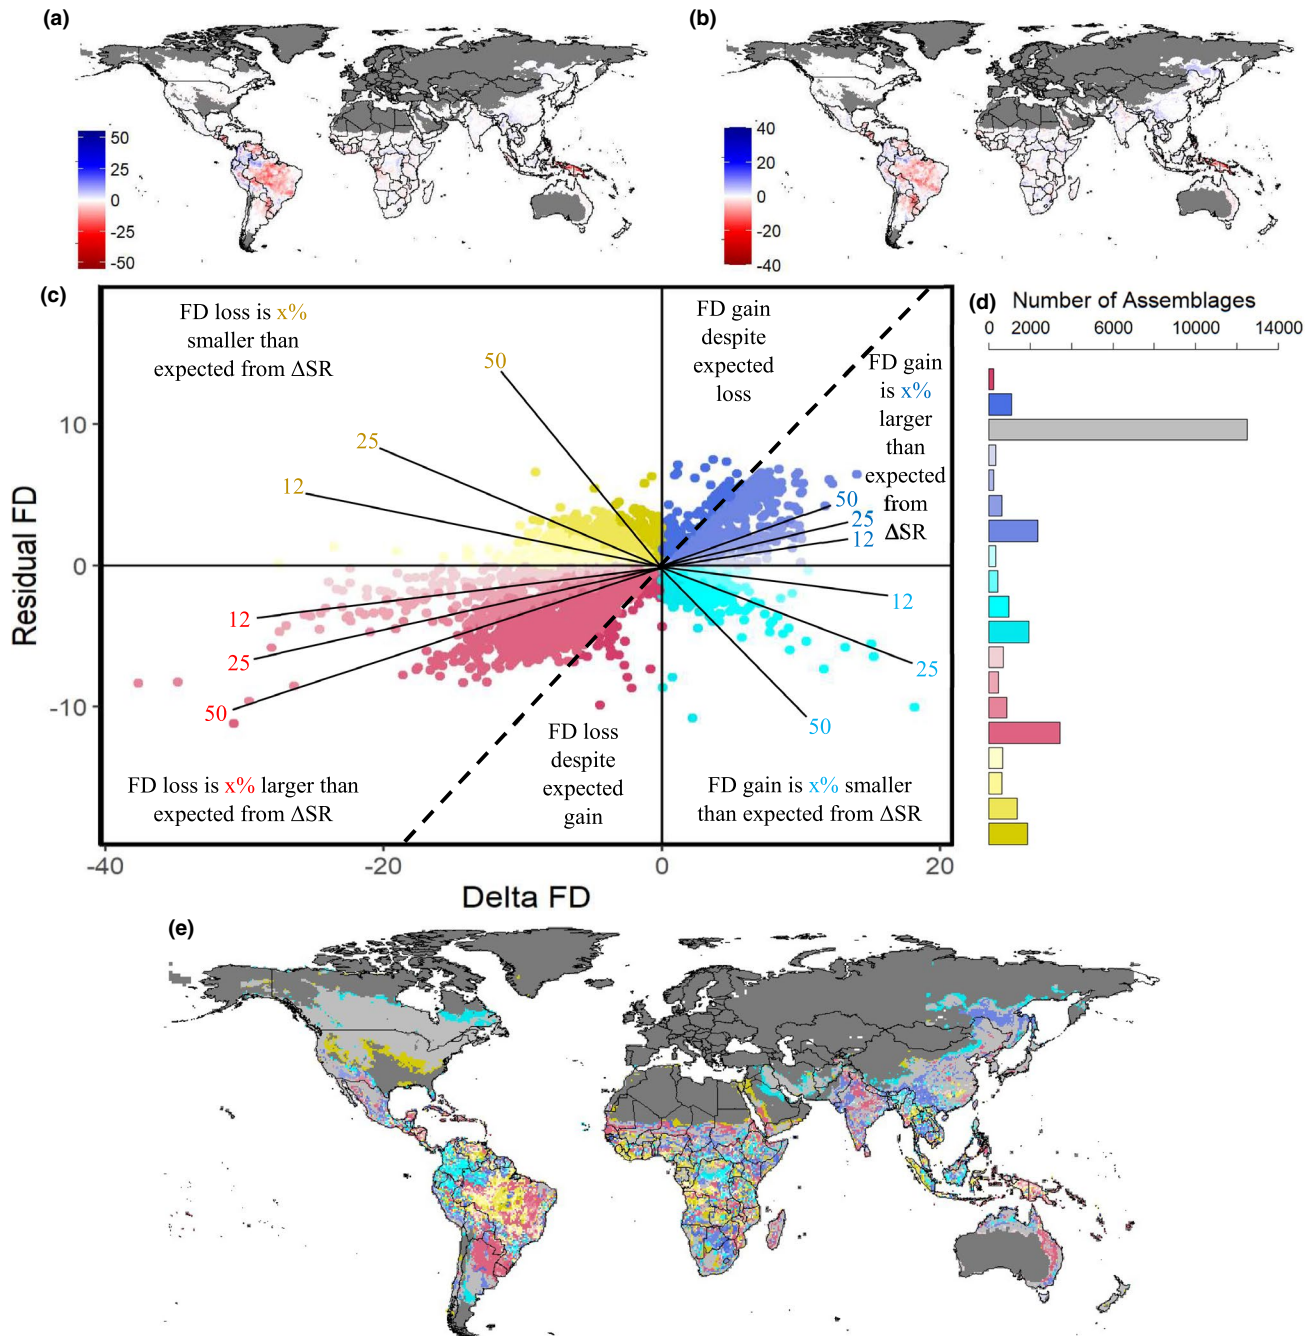 (a)
50
25
0
-25
-50
(b)
40
20
0
-20
-40
(c)
FD loss is x%
smaller than
expected from ΔSR
FD gain
despite
expected
loss
FD gain
is x%
larger
than
expected
from
ΔSR
50
25
12
50
25
12
12
25
50
12
25
50
FD loss is x% larger than
expected from ΔSR
FD loss
despite
expected
gain
FD gain is x% smaller
than expected from ΔSR
10
0
-10
Residual FD
-40
-20
0
20
Delta FD
(d)
Number of Assemblages
0 2000 6000 10000 14000
(e)